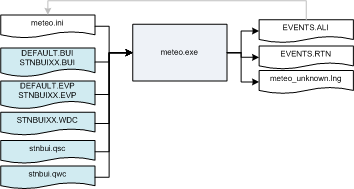 meteo.ini
DEFAULT.BUI
STNBUIXX.BUI
DEFAULT.EVP
STNBUIXX.EVP
STNBUIXX.WDC
stnbui.qsc
stnbui.qwc
meteo.exe
EVENTS.ALI
EVENTS.RTN
meteo_unknown.lng